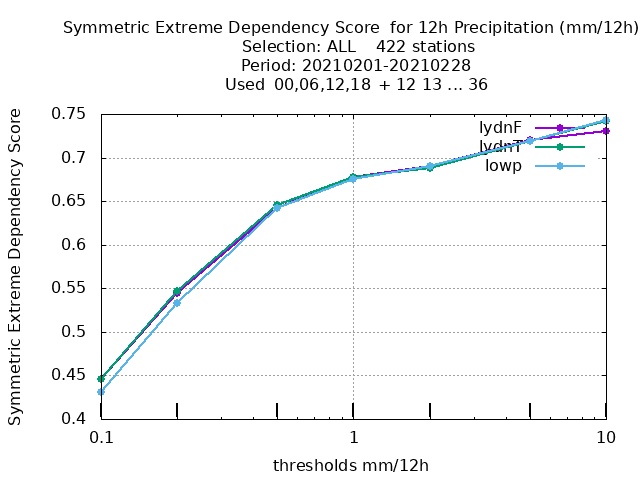 Symmetric Extreme Dependency Score  for 12h Precipitation (mm/12h)
Selection: ALL    422 stations
Period: 20210201-20210228
Used  00,06,12,18  + 12 13 ... 36
Symmetric Extreme Dependency Score
0.75
0.7
0.65
0.6
0.55
0.5
0.45
0.4
lydnF
lydnT
lowp
0.1
1
10
thresholds mm/12h